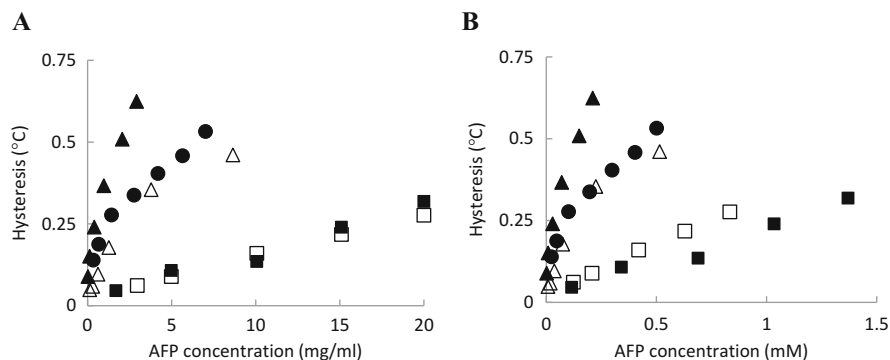 A
0.75
0.5
0.25
0
Hysteresis (°C)
0 5 10 15 20
AFP concentration (mg/ml)
B
0.75
0.5
0.25
0
Hysteresis (°C)
0 0.5 1 1.5
AFP concentration (mM)